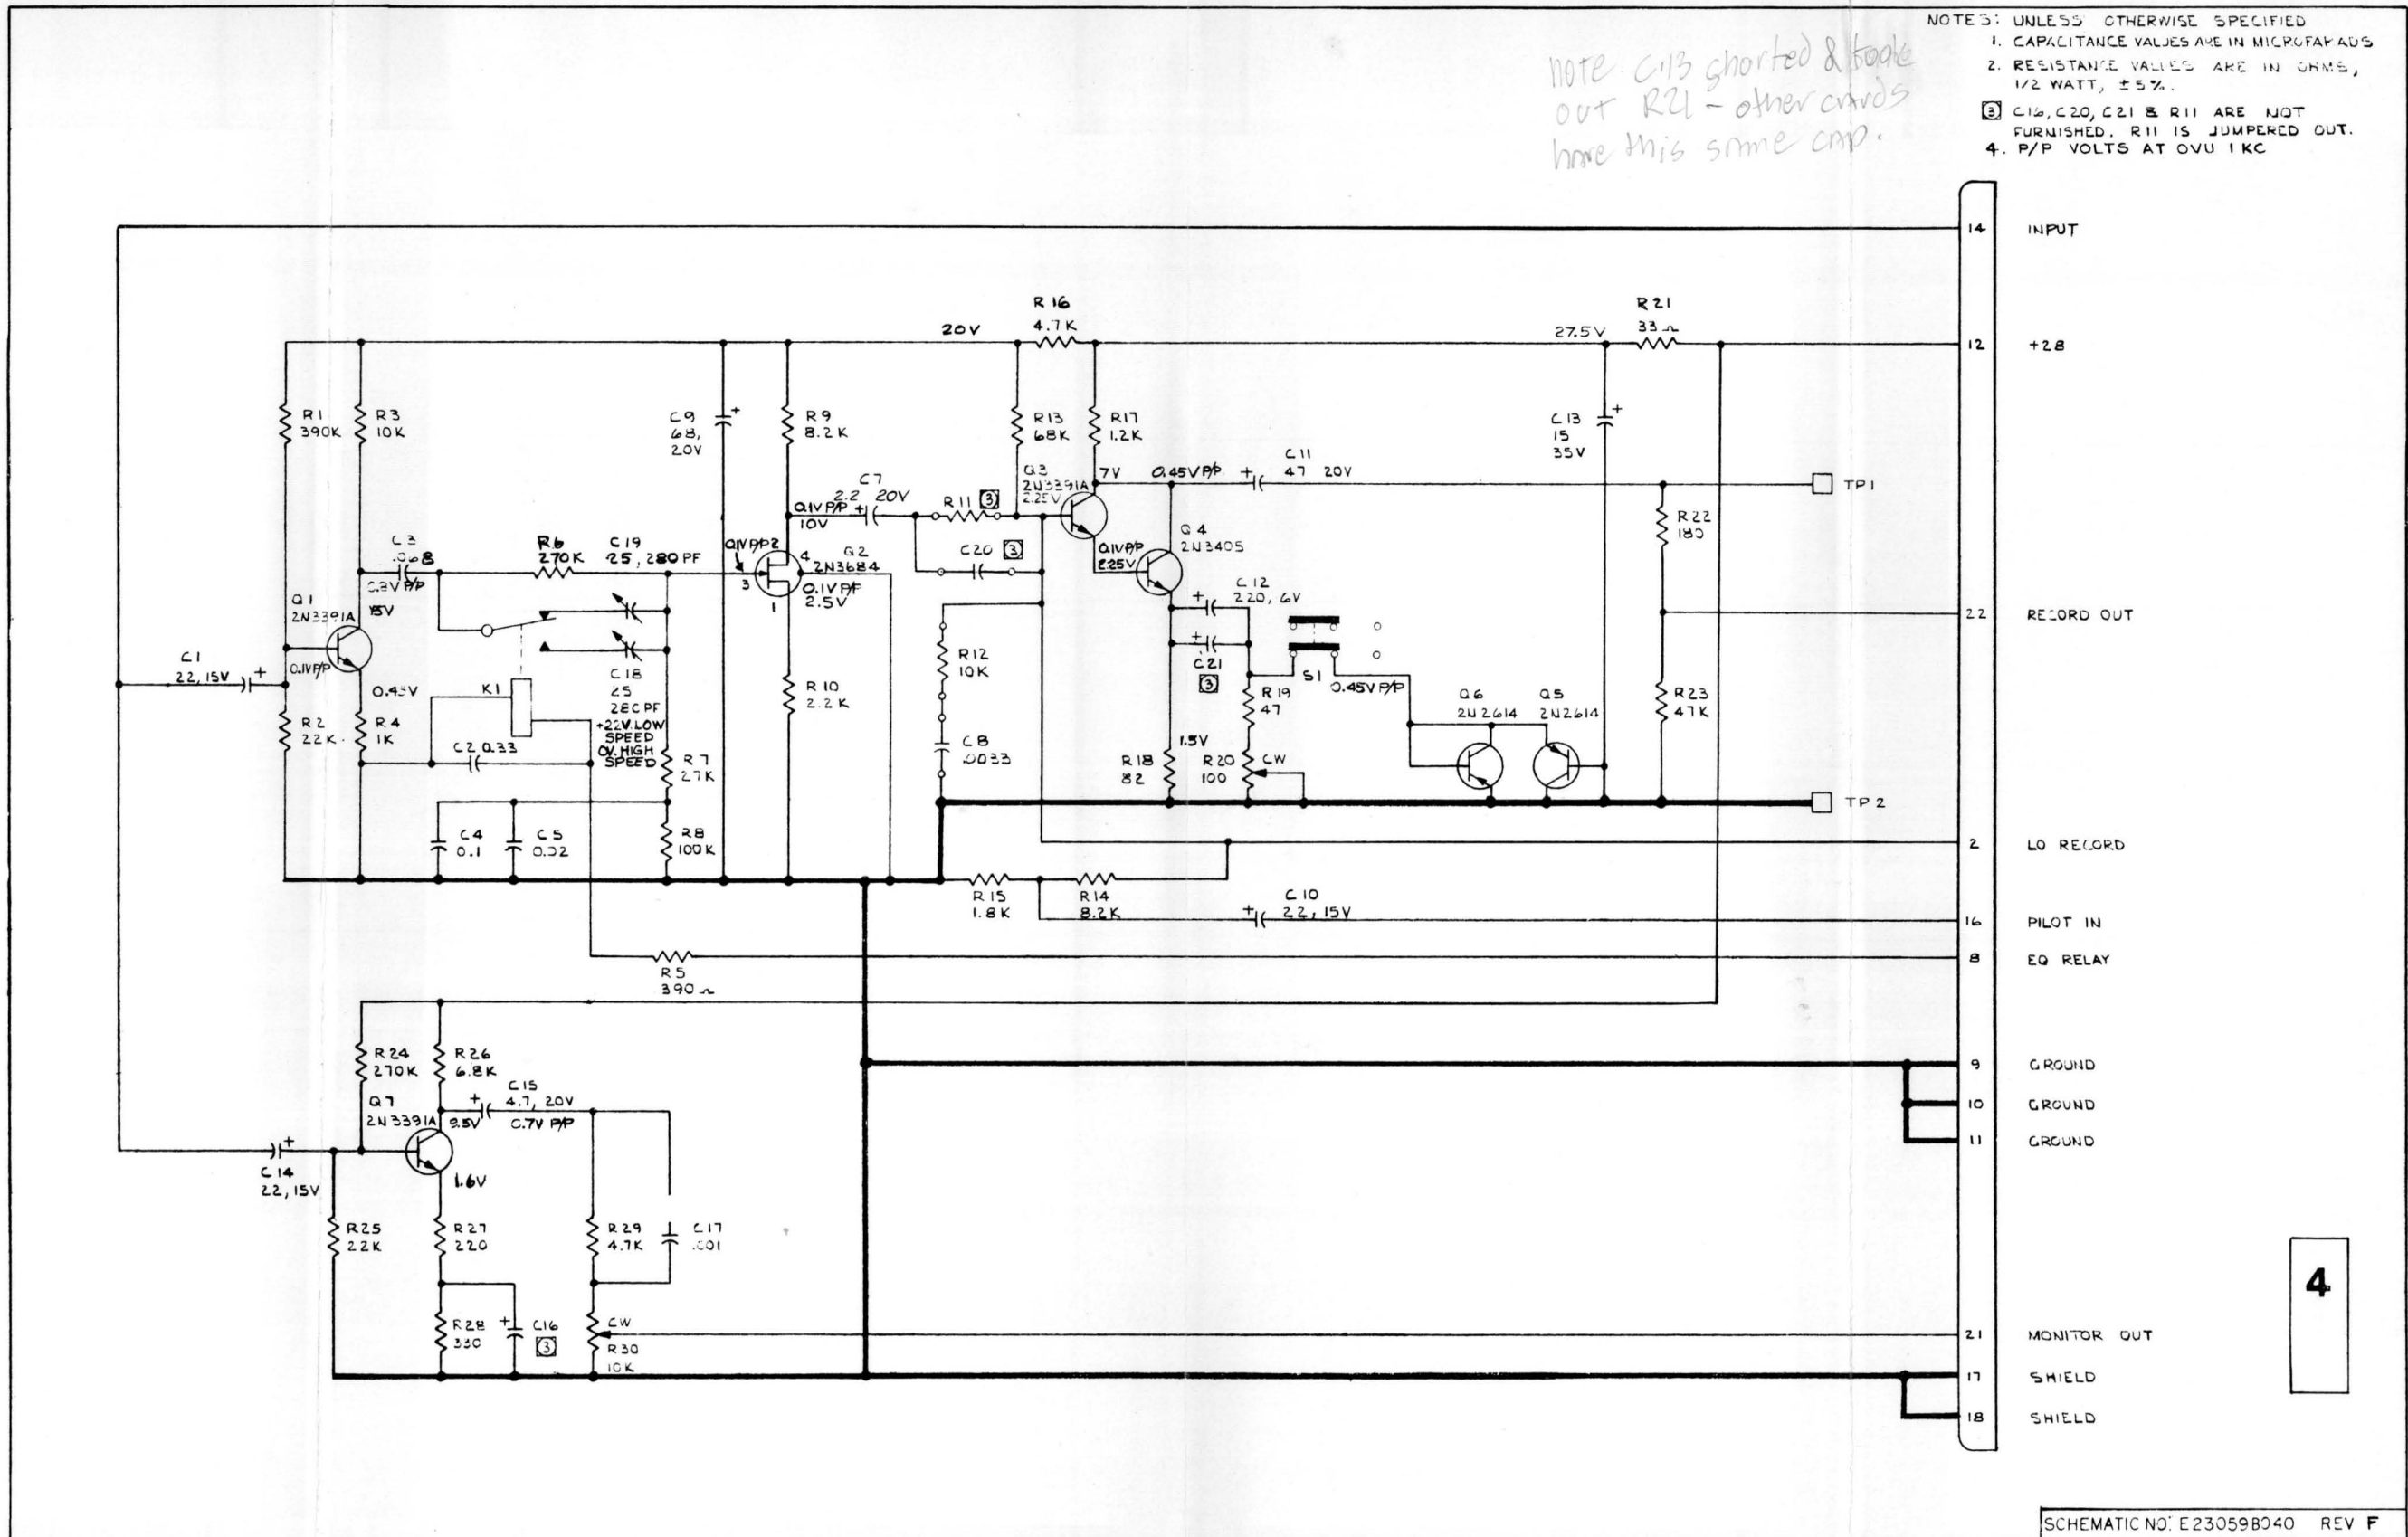 NOTES: UNLESS OTHERWISE SPECIFIED
1. CAPACITANCE VALUES ARE IN MICROFARADS
2. RESISTANCE VALUES ARE IN OHMS,
1/2 WATT, ±5%.
3 C16, C20, C21 & R11 ARE NOT
FURNISHED. R11 IS JUMPERED OUT.
4. P/P VOLTS AT OVU 1 KC
note C13 shorted & took
out R21 - other cards
have this same cap.
14 INPUT
R16
4.7K
20V
R21
33Ω
27.5V
12 +28
R1
390K
R3
10K
C9
68,
20V
R9
8.2K
R13
68K
R17
1.2K
C13
15
35V
C7
2.2 20V
0.1V P/P
10V
R11 3
C20 3
Q3
2N3391A
2.25V
7V
0.45V P/P
C11
47 20V
TP1
R22
180
C3
.068
0.8V P/P
15V
R6
270K
C19
25, 280PF
0.1V P/P 2
3
4
1
Q2
2N3684
0.1V P/P
2.5V
0.1V P/P
2.25V
Q4
2N3405
Q1
2N3391A
0.1V P/P
C12
220, 6V
C21
3
22 RECORD OUT
C1
22, 15V
0.45V
K1
C18
25
280PF
+22V LOW
SPEED
0V. HIGH
SPEED
R12
10K
S1
0.45V P/P
R19
47
R10
2.2K
R2
22K
R4
1K
C2 0.33
R7
27K
C8
.0033
1.5V
R18
82
R20
100
CW
Q6
2N2614
Q5
2N2614
R23
47K
TP2
C4
0.1
C5
0.02
R8
100K
2 LO RECORD
R15
1.8K
R14
8.2K
C10
22, 15V
16 PILOT IN
8 EQ RELAY
R5
390Ω
R24
270K
R26
6.8K
Q7
2N3391A
9.5V
C15
4.7, 20V
0.7V P/P
9 GROUND
10 GROUND
11 GROUND
C14
22, 15V
1.6V
R25
22K
R27
220
R29
4.7K
C17
.001
R28
330
C16
3
CW
R30
10K
21 MONITOR OUT
17 SHIELD
18 SHIELD
4
SCHEMATIC NO. E23059B040 REV F